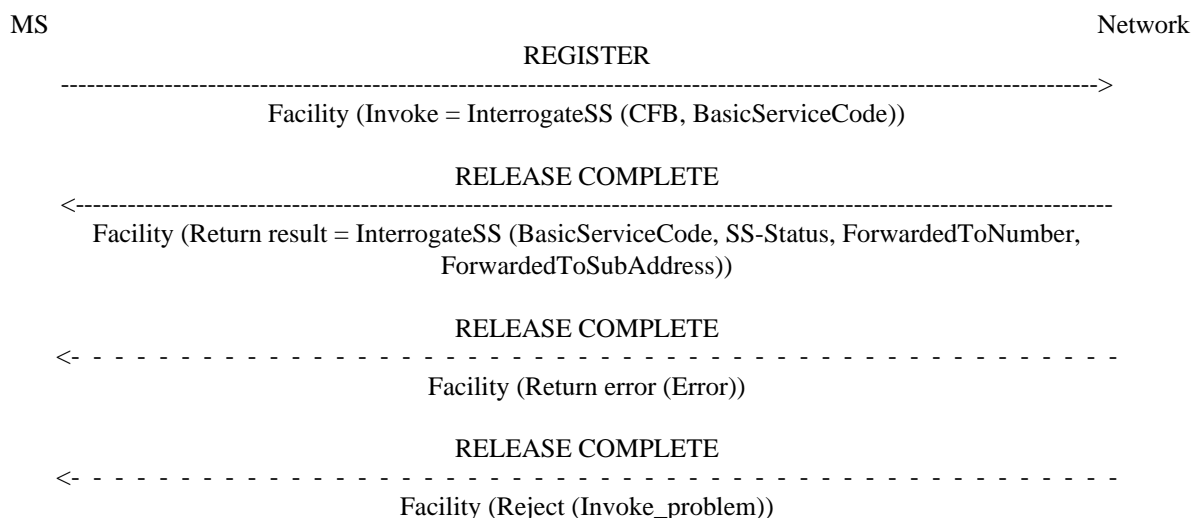 MS Network
REGISTER
------------------------------------------------------------------------------------------------------------------------>
Facility (Invoke = InterrogateSS (CFB, BasicServiceCode))
RELEASE COMPLETE
<------------------------------------------------------------------------------------------------------------------------
Facility (Return result = InterrogateSS (BasicServiceCode, SS-Status, ForwardedToNumber,
ForwardedToSubAddress))
RELEASE COMPLETE
<- - - - - - - - - - - - - - - - - - - - - - - - - - - - - - - - - - - - - - - - - - - - - - - - - - - - - - - - -
Facility (Return error (Error))
RELEASE COMPLETE
<- - - - - - - - - - - - - - - - - - - - - - - - - - - - - - - - - - - - - - - - - - - - - - - - - - - - - - - - -
Facility (Reject (Invoke_problem))